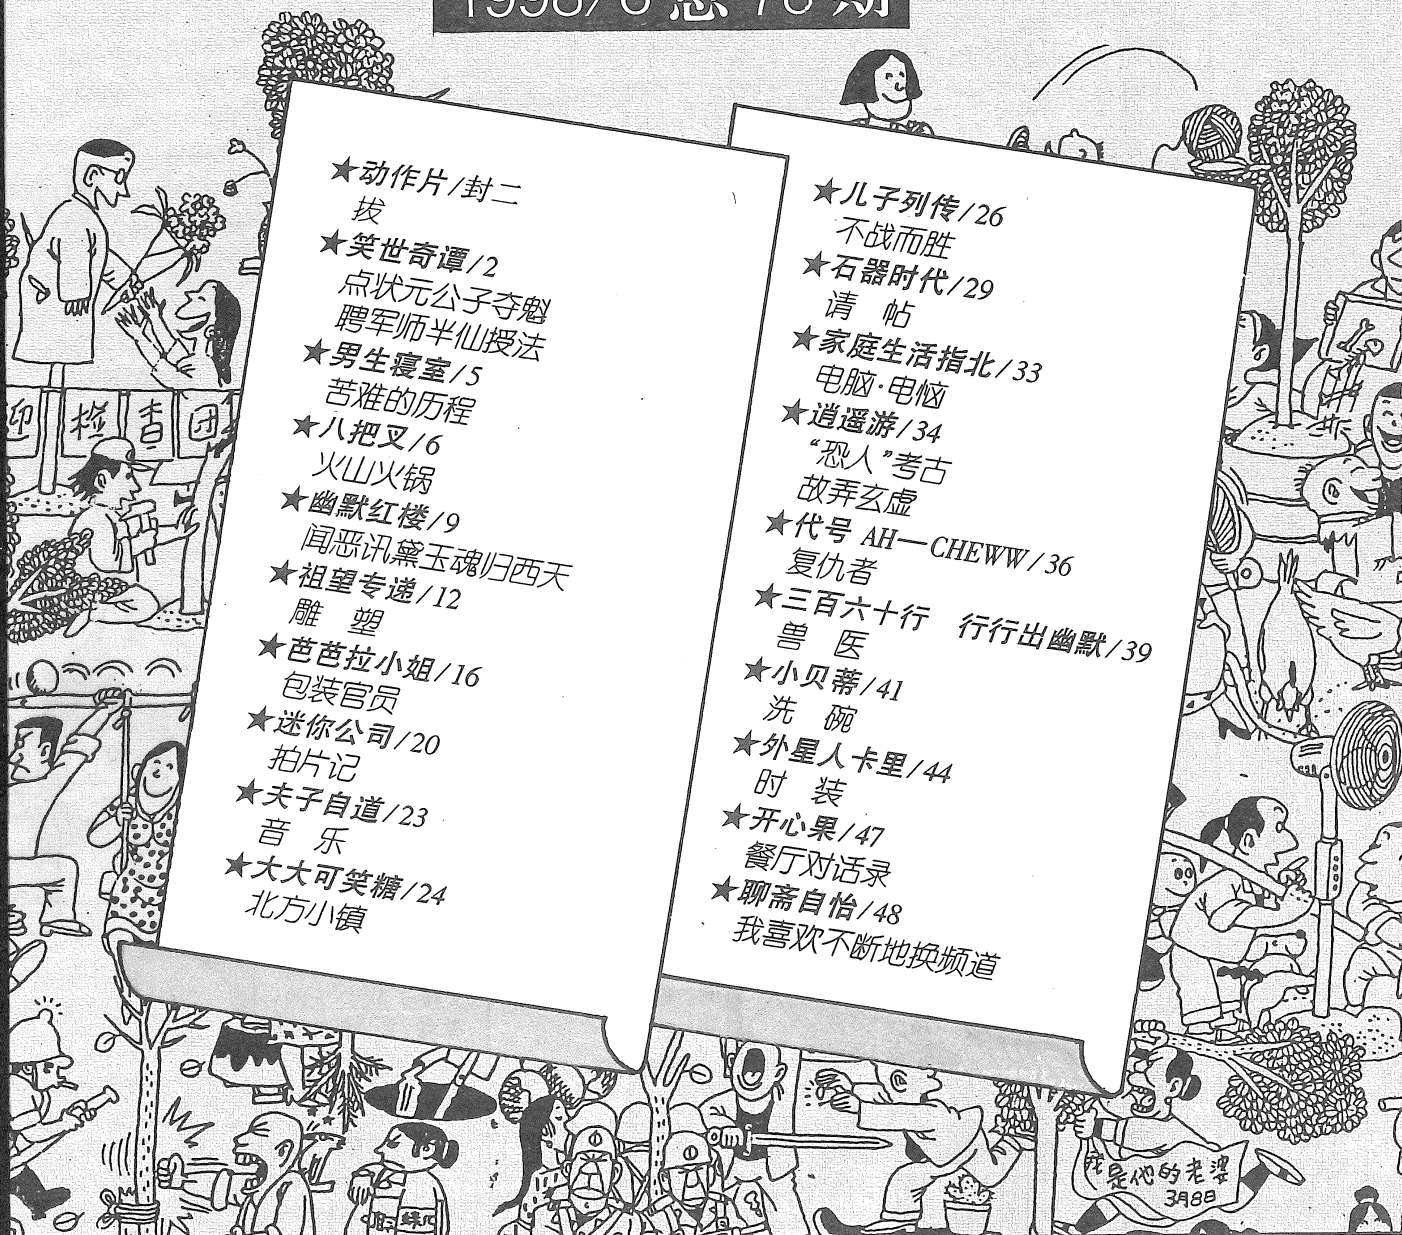 1998/6 总 78 期
★动作片/封二
拔
★笑世奇谭/2
点状元公子夺魁
聘军师半仙授法
★男生寝室/5
苦难的历程
★八把叉/6
火山火锅
★幽默红楼/9
闻恶讯黛玉魂归西天
★祖望专递/12
雕 塑
★芭芭拉小姐/16
包装官员
★迷你公司/20
拍片记
★夫子自道/23
音 乐
★大大可笑糖/24
北方小镇
★儿子列传/26
不战而胜
★石器时代/29
请 帖
★家庭生活指北/33
电脑·电恼
★逍遥游/34
“恐人”考古
故弄玄虚
★代号 AH—CHEWW/36
复仇者
★三百六十行 行行出幽默/39
兽 医
★小贝蒂/41
洗 碗
★外星人卡里/44
时 装
★开心果/47
餐厅对话录
★聊斋自怡/48
我喜欢不断地换频道
迎检查团
我是他的老婆
3月8日